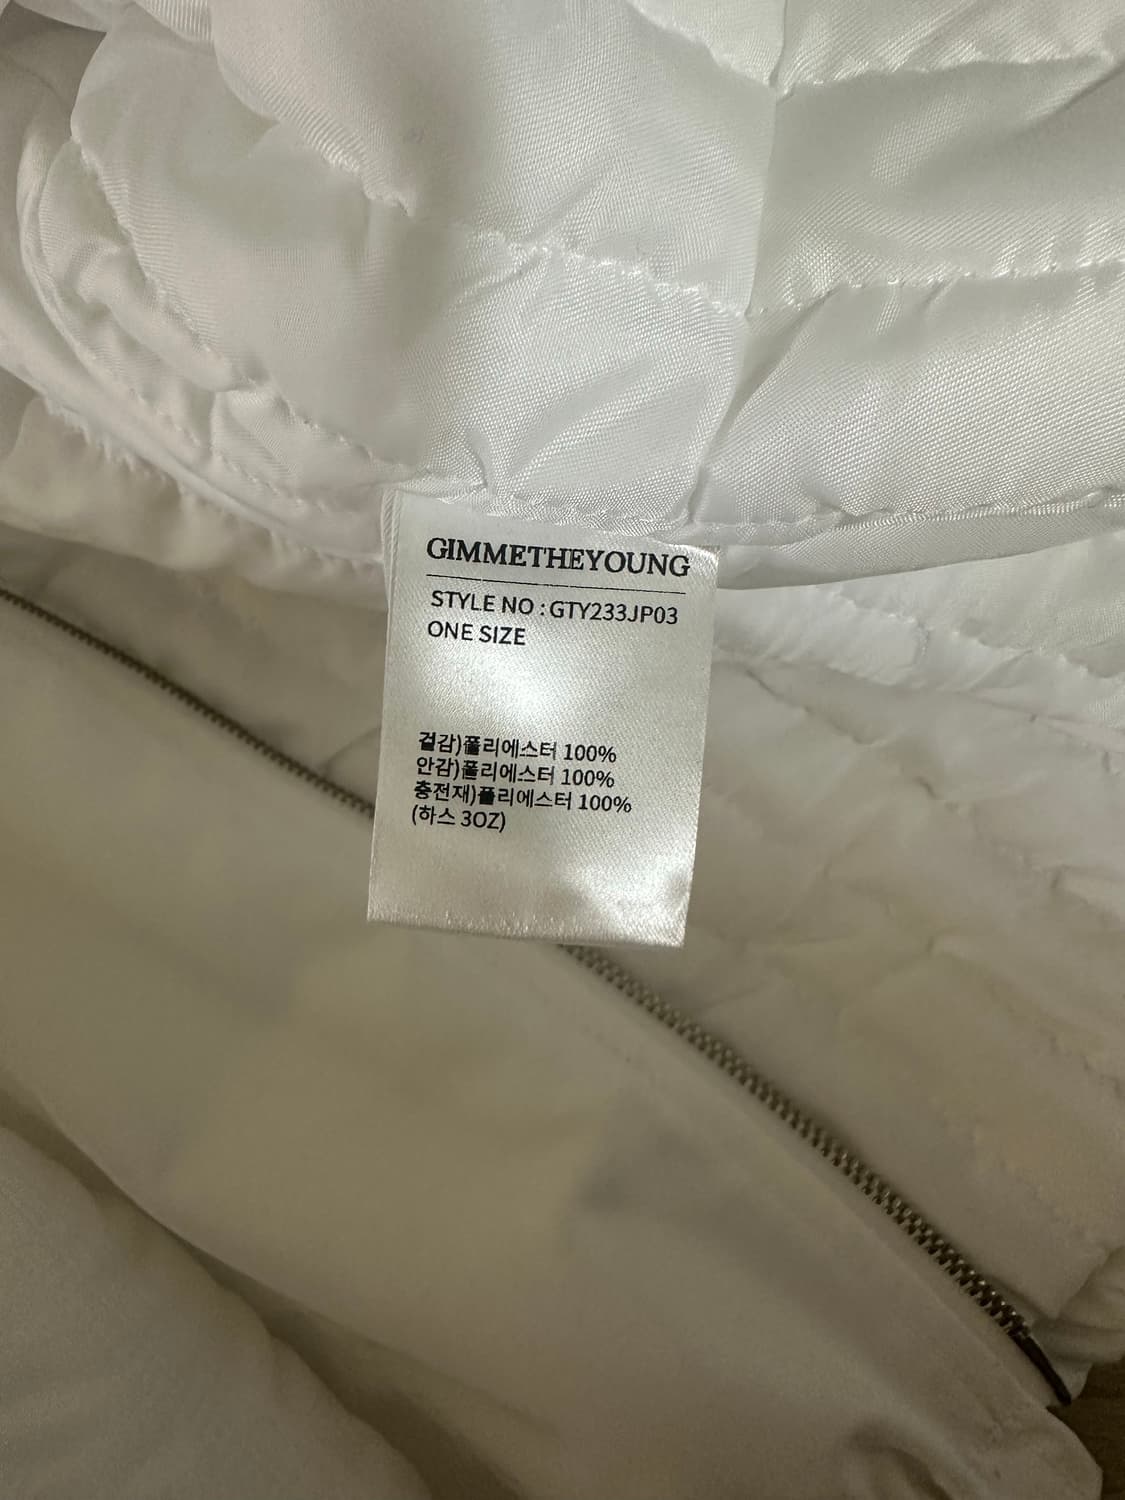 GIMMETHEYOUNG
STYLE NO : GTY233JP03
ONE SIZE
겉감)폴리에스터 100%
안감)폴리에스터 100%
충전재)폴리에스터 100%
(하스 3OZ)